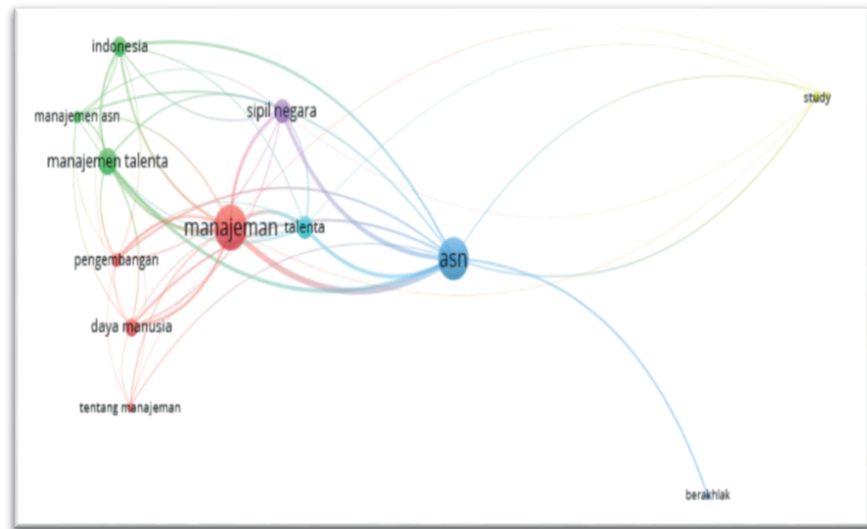 indonesia
study
sipil negara
manajemen asn
manajemen talenta
manajeman
talenta
asn
pengembangan
daya manusia
tentang manajeman
berakhlak